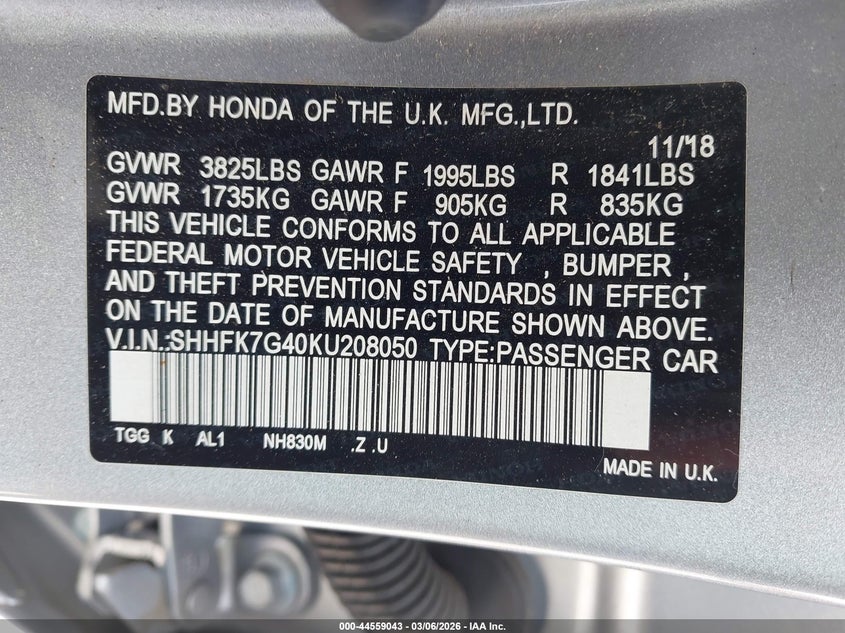 MFD.BY HONDA OF THE U.K. MFG.,LTD.
11/'18
GVWR 3825LBS GAWR F 1995LBS R 1841LBS
GVWR 1735KG GAWR F 905KG R 835KG
THIS VEHICLE CONFORMS TO ALL APPLICABLE
FEDERAL MOTOR VEHICLE SAFETY , BUMPER ,
AND THEFT PREVENTION STANDARDS IN EFFECT
ON THE DATE OF MANUFACTURE SHOWN ABOVE.
V.I.N.:SHHFK7G40KU208050 TYPE:PASSENGER CAR
TGG K AL1 NH830M .Z .U
MADE IN U.K.
000-44559043 — 03/06/2026 — IAA Inc.